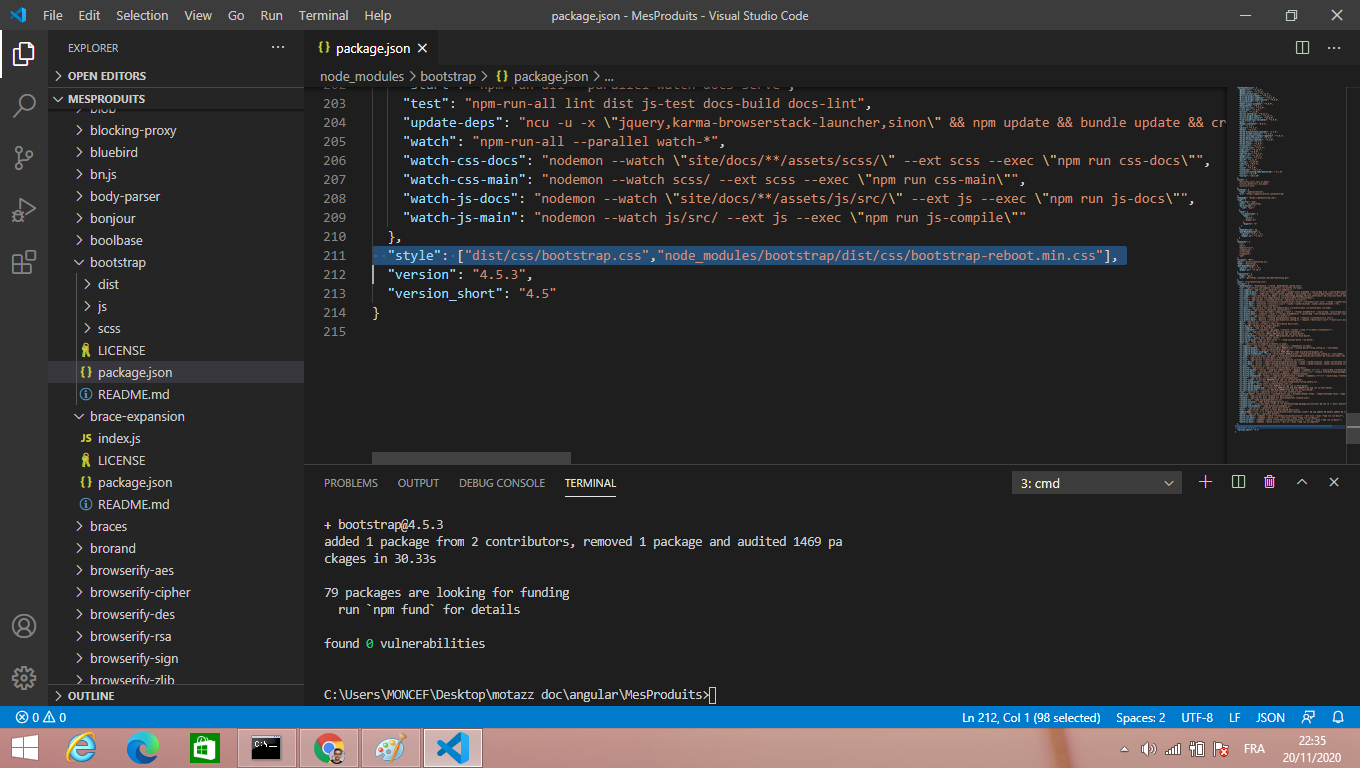 File Edit Selection View Go Run Terminal Help
package.json - MesProduits - Visual Studio Code
EXPLORER
OPEN EDITORS
MESPRODUITS
blob
blocking-proxy
bluebird
bn.js
body-parser
bonjour
boolbase
bootstrap
dist
js
scss
LICENSE
{} package.json
README.md
brace-expansion
JS index.js
LICENSE
{} package.json
README.md
braces
brorand
browserify-aes
browserify-cipher
browserify-des
browserify-rsa
browserify-sign
browserify-zlib
OUTLINE
{} package.json
node_modules > bootstrap > {} package.json > ...
202 "start": "npm-run-all --parallel watch docs-serve",
203 "test": "npm-run-all lint dist js-test docs-build docs-lint",
204 "update-deps": "ncu -u -x \"jquery,karma-browserstack-launcher,sinon\" && npm update && bundle update && cr
205 "watch": "npm-run-all --parallel watch-*",
206 "watch-css-docs": "nodemon --watch \"site/docs/**/assets/scss/\" --ext scss --exec \"npm run css-docs\"",
207 "watch-css-main": "nodemon --watch scss/ --ext scss --exec \"npm run css-main\"",
208 "watch-js-docs": "nodemon --watch \"site/docs/**/assets/js/src/\" --ext js --exec \"npm run js-docs\"",
209 "watch-js-main": "nodemon --watch js/src/ --ext js --exec \"npm run js-compile\""
210 },
211 "style": ["dist/css/bootstrap.css","node_modules/bootstrap/dist/css/bootstrap-reboot.min.css"],
212 "version": "4.5.3",
213 "version_short": "4.5"
214 }
215
PROBLEMS OUTPUT DEBUG CONSOLE TERMINAL
3: cmd
+ bootstrap@4.5.3
added 1 package from 2 contributors, removed 1 package and audited 1469 pa
ckages in 30.33s
79 packages are looking for funding
run `npm fund` for details
found 0 vulnerabilities
C:\Users\MONCEF\Desktop\motazz doc\angular\MesProduits>
0 0
Ln 212, Col 1 (98 selected) Spaces: 2 UTF-8 LF JSON
FRA
22:35
20/11/2020